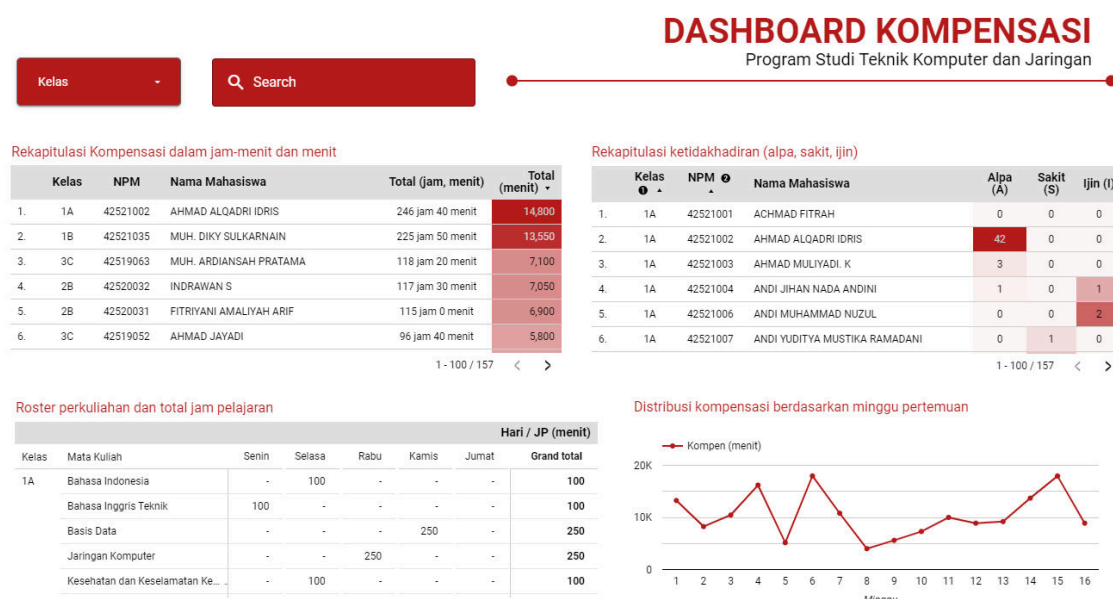 DASHBOARD KOMPENSASI
Program Studi Teknik Komputer dan Jaringan
Kelas
Search
Rekapitulasi Kompensasi dalam jam-menit dan menit
Kelas NPM Nama Mahasiswa Total (jam, menit) Total (menit)
1. 1A 42521002 AHMAD ALQADRI IDRIS 246 jam 40 menit 14,800
2. 1B 42521035 MUH. DIKY SULKARNAIN 225 jam 50 menit 13,550
3. 3C 42519063 MUH. ARDIANSAH PRATAMA 118 jam 20 menit 7,100
4. 2B 42520032 INDRAWAN S 117 jam 30 menit 7,050
5. 2B 42520031 FITRIYANI AMALIYAH ARIF 115 jam 0 menit 6,900
6. 3C 42519052 AHMAD JAYADI 96 jam 40 menit 5,800
1 - 100 / 157 < >
Rekapitulasi ketidakhadiran (alpa, sakit, ijin)
Kelas ❶ NPM ❷ Nama Mahasiswa Alpa (A) Sakit (S) Ijin (I)
1. 1A 42521001 ACHMAD FITRAH 0 0 0
2. 1A 42521002 AHMAD ALQADRI IDRIS 42 0 0
3. 1A 42521003 AHMAD MULIYADI. K 3 0 0
4. 1A 42521004 ANDI JIHAN NADA ANDINI 1 0 1
5. 1A 42521006 ANDI MUHAMMAD NUZUL 0 0 2
6. 1A 42521007 ANDI YUDITYA MUSTIKA RAMADANI 0 1 0
1 - 100 / 157 < >
Roster perkuliahan dan total jam pelajaran
Hari / JP (menit)
Kelas Mata Kuliah Senin Selasa Rabu Kamis Jumat Grand total
1A Bahasa Indonesia - 100 - - - 100
Bahasa Inggris Teknik 100 - - - - 100
Basis Data - - - 250 - 250
Jaringan Komputer - - 250 - - 250
Kesehatan dan Keselamatan Ke... - 100 - - - 100
Distribusi kompensasi berdasarkan minggu pertemuan
Kompen (menit)
20K
10K
0
1 2 3 4 5 6 7 8 9 10 11 12 13 14 15 16